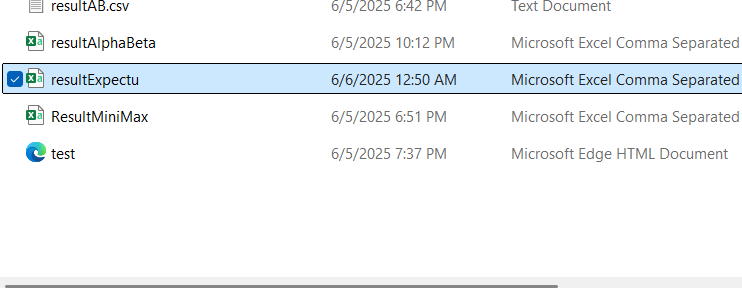 resultAB.csv 6/5/2025 6:42 PM Text Document
resultAlphaBeta 6/5/2025 10:12 PM Microsoft Excel Comma Separated
resultExpectu 6/6/2025 12:50 AM Microsoft Excel Comma Separated
ResultMiniMax 6/5/2025 6:51 PM Microsoft Excel Comma Separated
test 6/5/2025 7:37 PM Microsoft Edge HTML Document